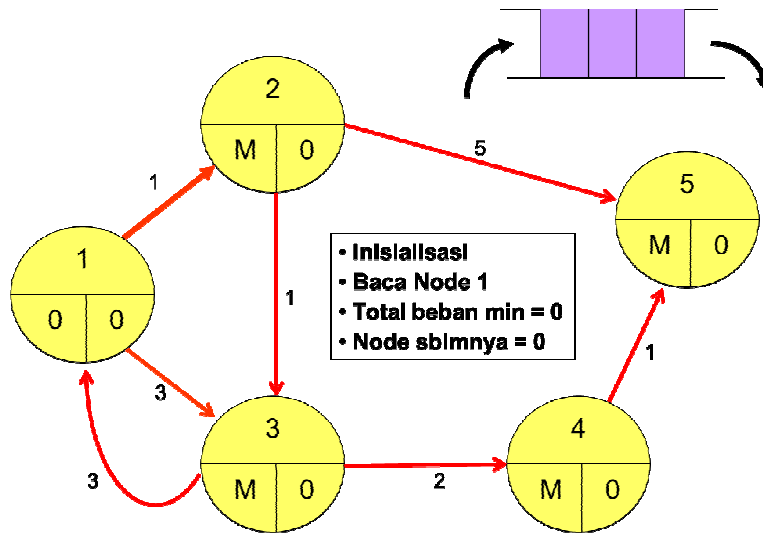 2
M 0
5
1
5
M 0
1
0 0
• Inisialisasi
• Baca Node 1
• Total beban min = 0
• Node sblmnya = 0
1
1
3
3
M 0
3
2
4
M 0